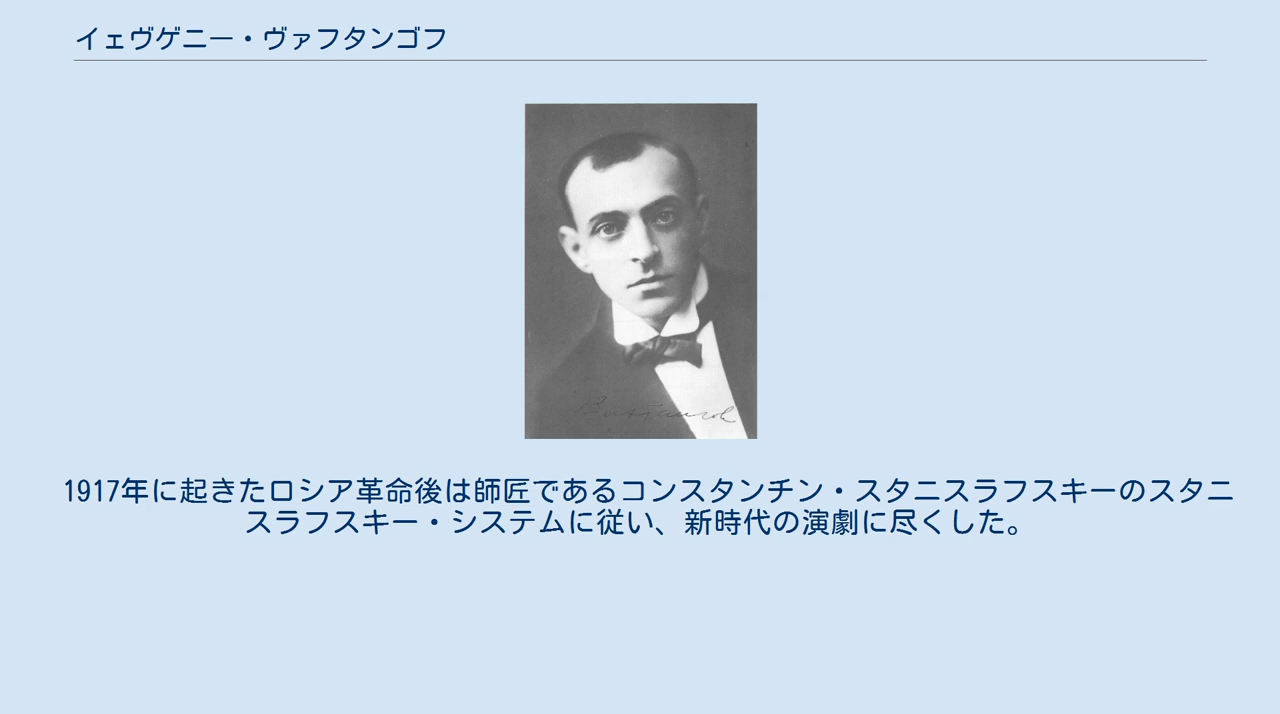 イェヴゲニー・ヴァフタンゴフ
1917年に起きたロシア革命後は師匠であるコンスタンチン・スタニスラフスキーのスタニ
スラフスキー・システムに従い、新時代の演劇に尽くした。